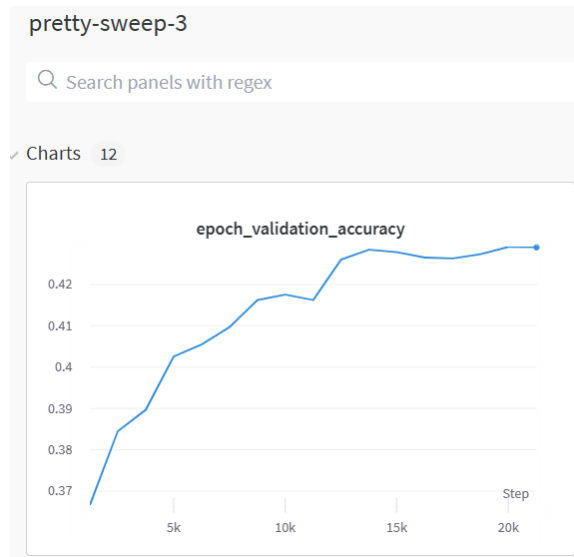 pretty-sweep-3
Search panels with regex
Charts 12
epoch_validation_accuracy
0.42
0.41
0.4
0.39
0.38
0.37
Step
5k 10k 15k 20k